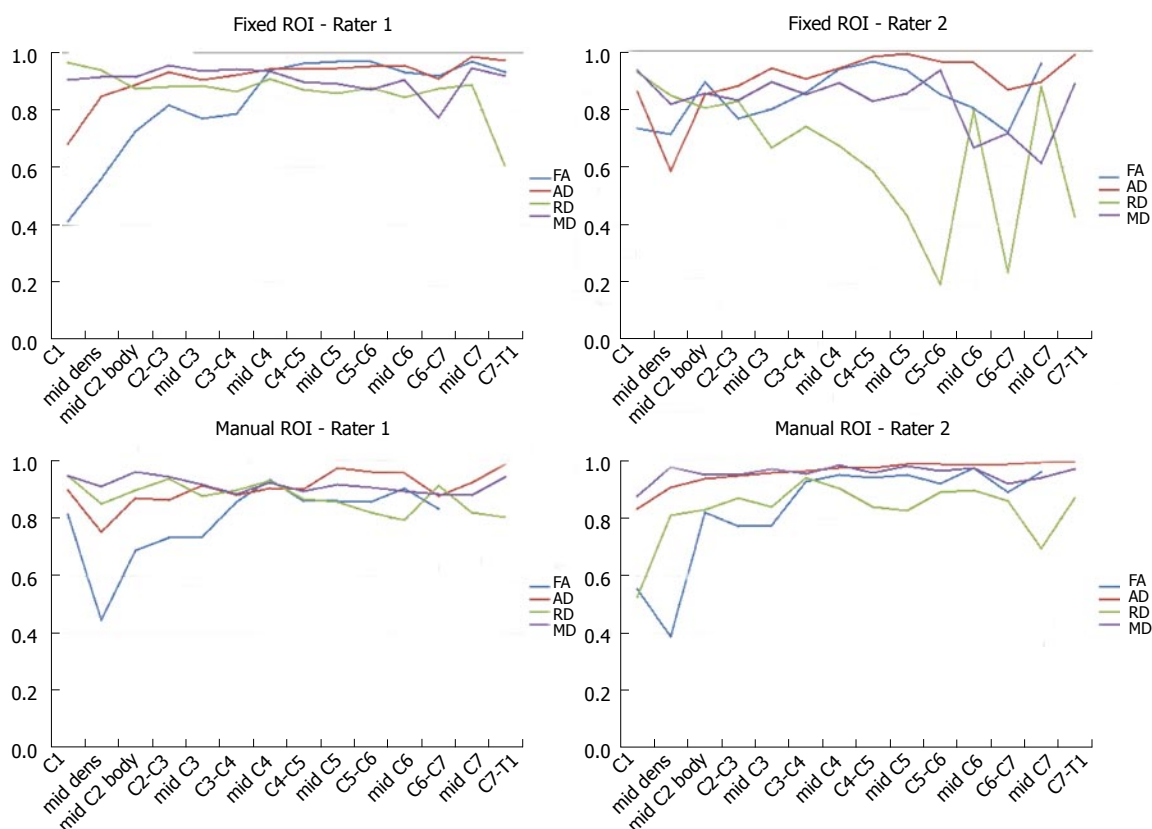 Fixed ROI - Rater 1
1.0
0.8
0.6
0.4
0.2
0.0
FA
AD
RD
MD
C1
mid dens
mid C2 body
C2-C3
mid C3
C3-C4
mid C4
C4-C5
mid C5
C5-C6
mid C6
C6-C7
mid C7
C7-T1
Fixed ROI - Rater 2
1.0
0.8
0.6
0.4
0.2
0.0
FA
AD
RD
MD
C1
mid dens
mid C2 body
C2-C3
mid C3
C3-C4
mid C4
C4-C5
mid C5
C5-C6
mid C6
C6-C7
mid C7
C7-T1
Manual ROI - Rater 1
1.0
0.8
0.6
0.4
0.2
0.0
FA
AD
RD
MD
C1
mid dens
mid C2 body
C2-C3
mid C3
C3-C4
mid C4
C4-C5
mid C5
C5-C6
mid C6
C6-C7
mid C7
C7-T1
Manual ROI - Rater 2
1.0
0.8
0.6
0.4
0.2
0.0
FA
AD
RD
MD
C1
mid dens
mid C2 body
C2-C3
mid C3
C3-C4
mid C4
C4-C5
mid C5
C5-C6
mid C6
C6-C7
mid C7
C7-T1